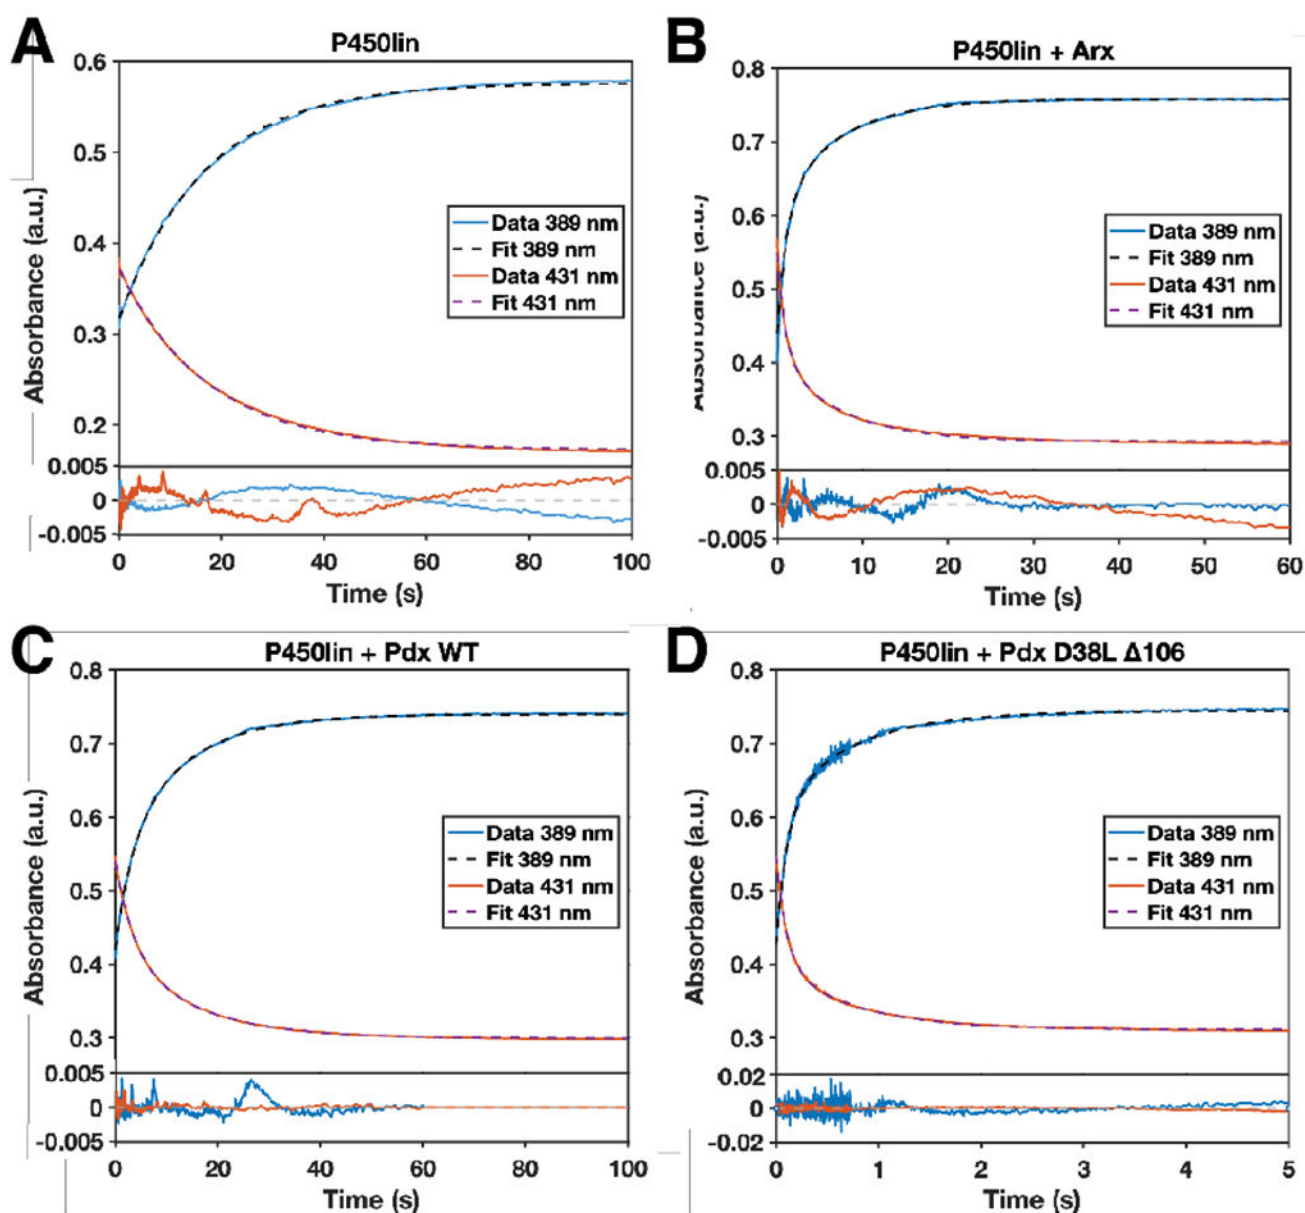 A
P450lin
0.6
0.5
0.4
0.3
0.2
0.005
0
-0.005
Absorbance (a.u.)
Data 389 nm
Fit 389 nm
Data 431 nm
Fit 431 nm
0 20 40 60 80 100
Time (s)
B
P450lin + Arx
0.8
0.7
0.6
0.5
0.4
0.3
0.005
0
-0.005
Absorbance (a.u.)
Data 389 nm
Fit 389 nm
Data 431 nm
Fit 431 nm
0 10 20 30 40 50 60
Time (s)
C
P450lin + Pdx WT
0.8
0.7
0.6
0.5
0.4
0.3
0.005
0
-0.005
Absorbance (a.u.)
Data 389 nm
Fit 389 nm
Data 431 nm
Fit 431 nm
0 20 40 60 80 100
Time (s)
D
P450lin + Pdx D38L Δ106
0.8
0.7
0.6
0.5
0.4
0.3
0.02
0
-0.02
Absorbance (a.u.)
Data 389 nm
Fit 389 nm
Data 431 nm
Fit 431 nm
0 1 2 3 4 5
Time (s)